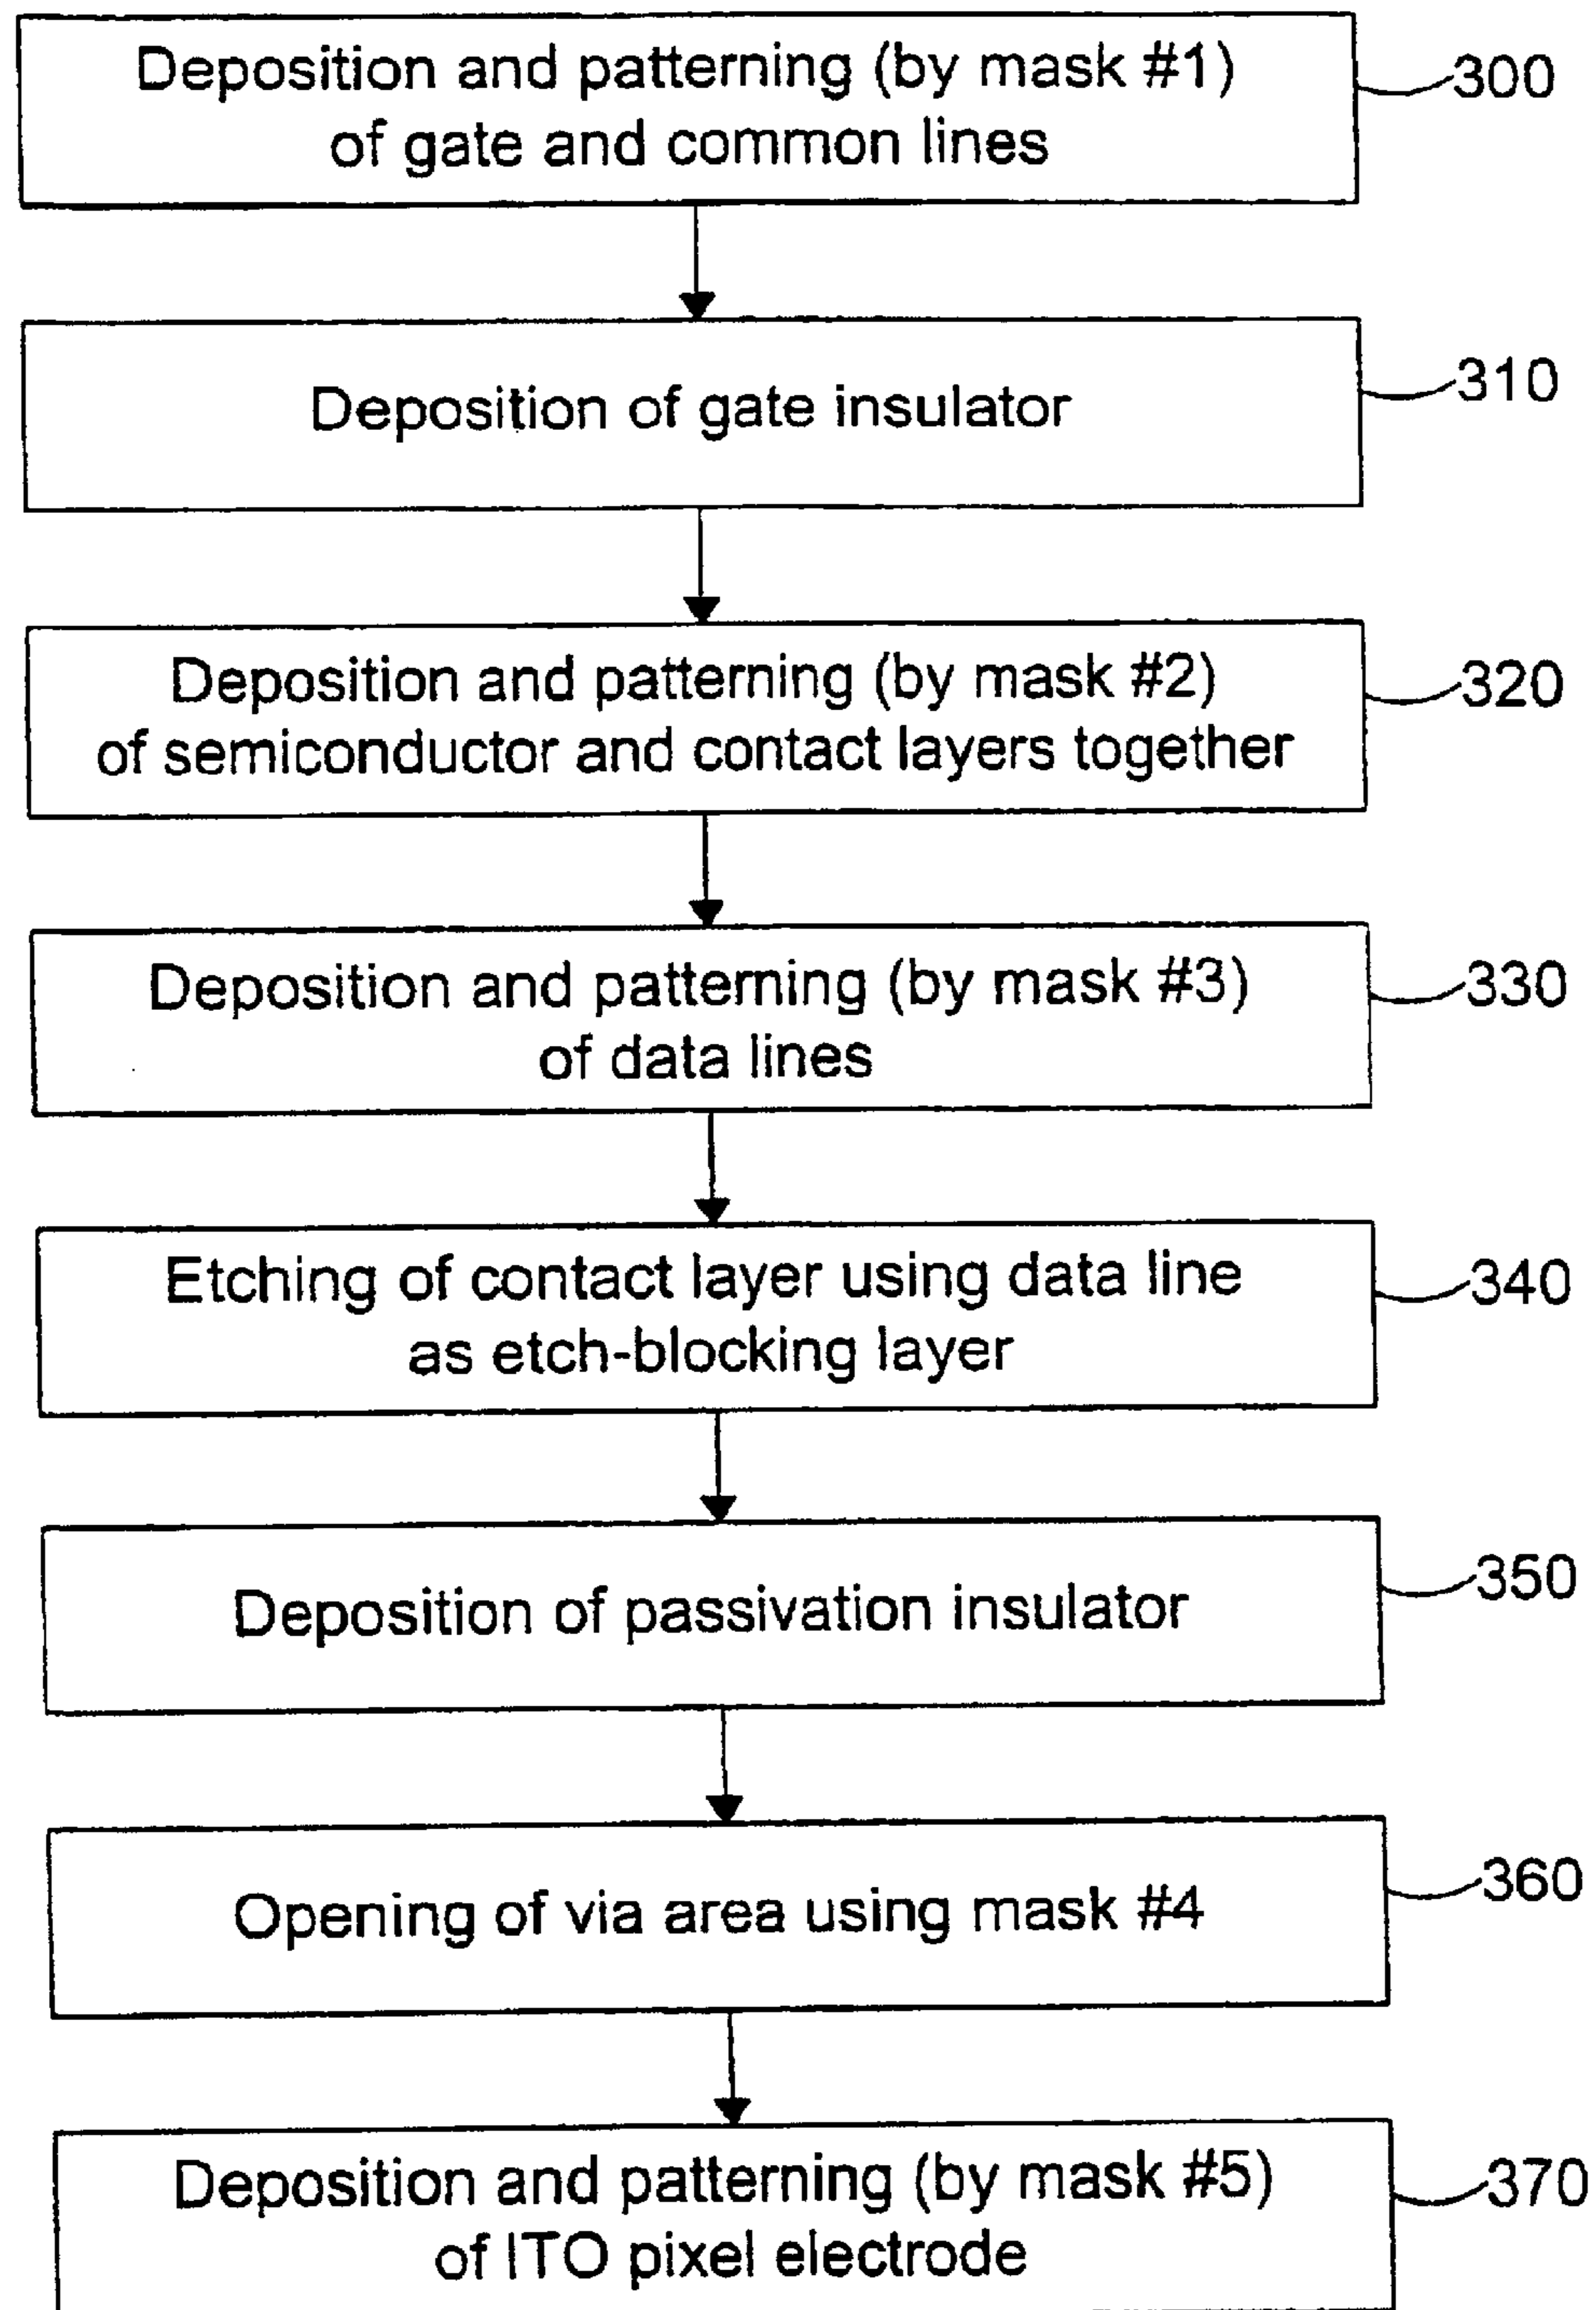 Deposition and patterning (by mask #1)
of gate and common lines
300
Deposition of gate insulator
310
Deposition and patterning (by mask #2)
of semiconductor and contact layers together
320
Deposition and patterning (by mask #3)
of data lines
330
Etching of contact layer using data line
as etch-blocking layer
340
Deposition of passivation insulator
350
Opening of via area using mask #4
360
Deposition and patterning (by mask #5)
of ITO pixel electrode
370